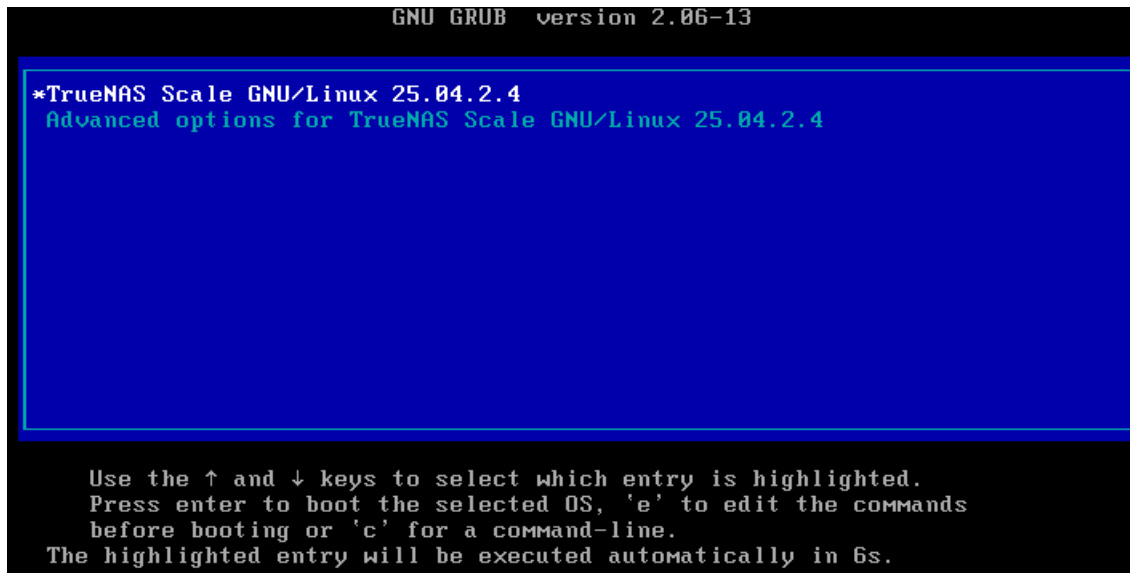 GNU GRUB version 2.06-13
*TrueNAS Scale GNU/Linux 25.04.2.4
Advanced options for TrueNAS Scale GNU/Linux 25.04.2.4
Use the ↑ and ↓ keys to select which entry is highlighted.
Press enter to boot the selected OS, `e' to edit the commands
before booting or `c' for a command-line.
The highlighted entry will be executed automatically in 6s.